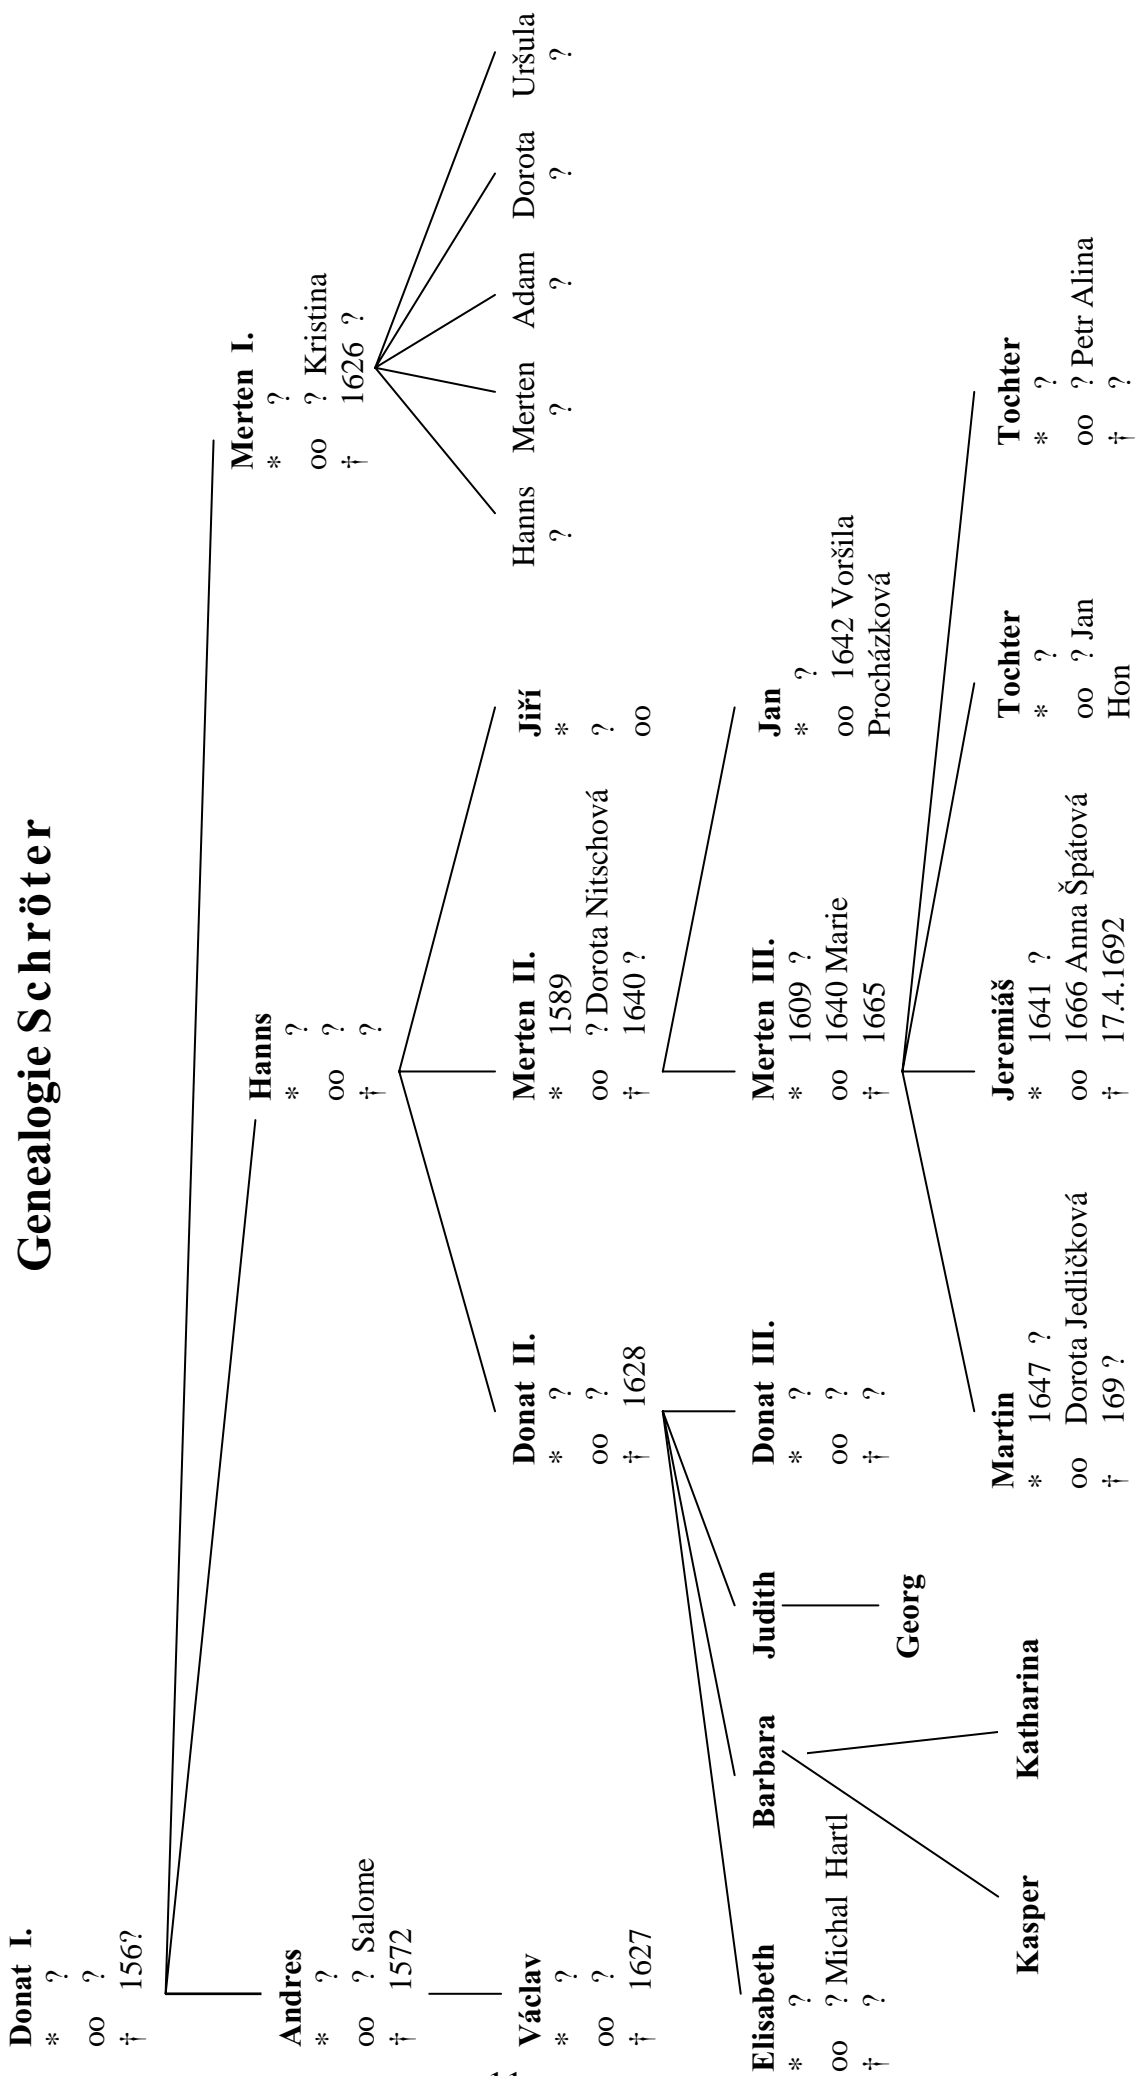 Genealogie Schröter
Donat I.
* ?
oo ?
† 156?
Andres
* ?
oo ? Salome
† 1572
Hanns
* ?
oo ?
† ?
Merten I.
* ?
oo ? Kristina
† 1626 ?
Václav
* ?
oo ?
† 1627
Donat II.
* ?
oo ?
† 1628
Merten II.
* 1589
oo ? Dorota Nitschová
† 1640 ?
Jiří
*
?
oo
Hanns
?
Merten
?
Adam
?
Dorota
?
Uršula
?
Elisabeth
* ?
oo ? Michal Hartl
† ?
Barbara
Judith
Donat III.
* ?
oo ?
† ?
Merten III.
* 1609 ?
oo 1640 Marie
† 1665
Jan
* ?
oo 1642 Voršila
Procházková
Kasper
Katharina
Georg
Martin
* 1647 ?
oo Dorota Jedličková
† 169 ?
Jeremiáš
* 1641 ?
oo 1666 Anna Špátová
† 17.4.1692
Tochter
* ?
oo ? Jan
Hon
Tochter
* ?
oo ? Petr Alina
† ?